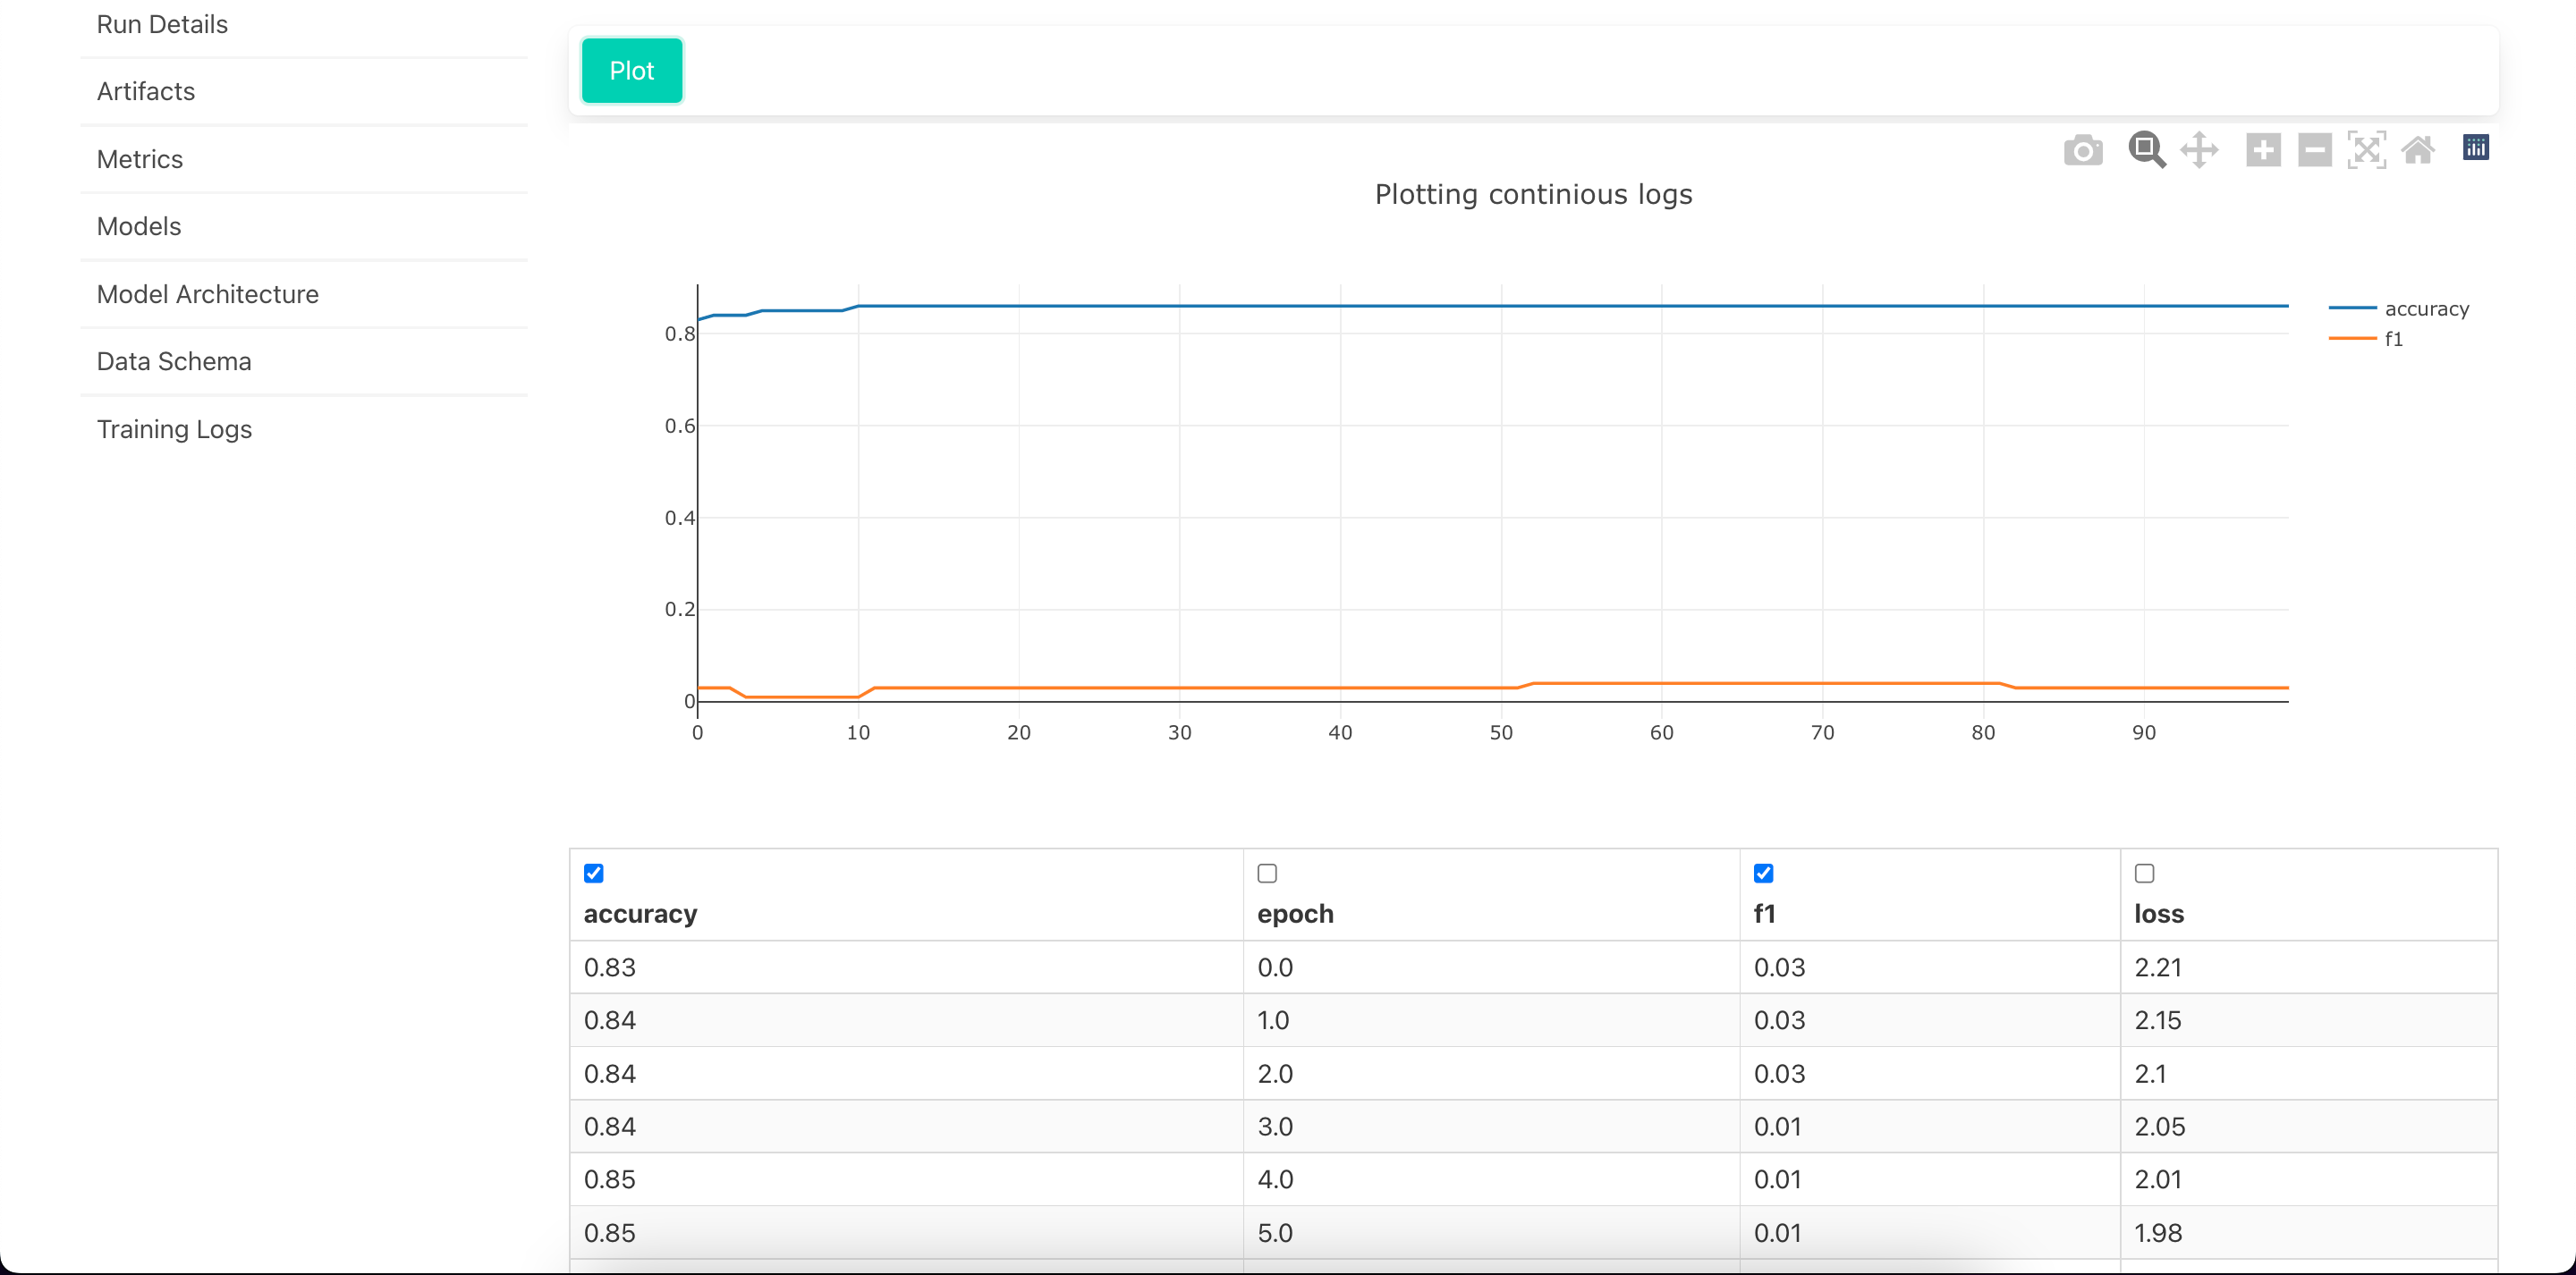 Run Details
Artifacts
Metrics
Models
Model Architecture
Data Schema
Training Logs
Plot
Plotting continious logs
accuracy
f1
0.8
0.6
0.4
0.2
0
0 10 20 30 40 50 60 70 80 90
accuracy epoch f1 loss
0.83 0.0 0.03 2.21
0.84 1.0 0.03 2.15
0.84 2.0 0.03 2.1
0.84 3.0 0.01 2.05
0.85 4.0 0.01 2.01
0.85 5.0 0.01 1.98